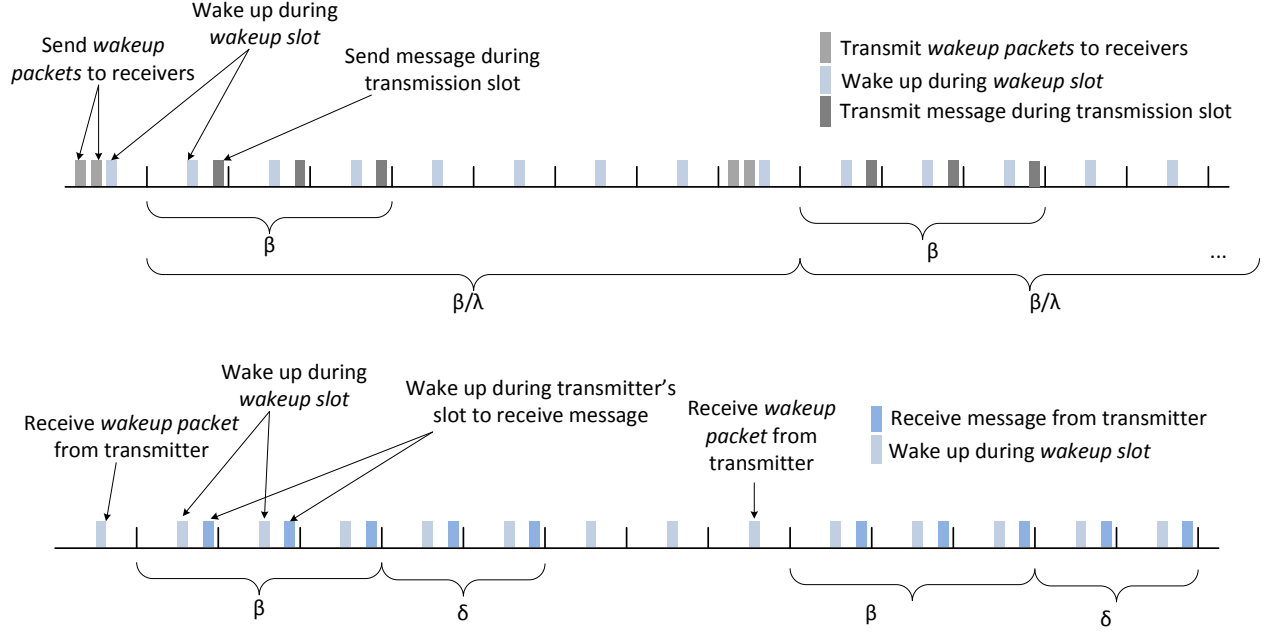 Wake up during
wakeup slot
Send wakeup
packets to receivers
Send message during
transmission slot
Transmit wakeup packets to receivers
Wake up during wakeup slot
Transmit message during transmission slot
β
β
...
β/λ
β/λ
Wake up during
wakeup slot
Wake up during transmitter's
slot to receive message
Receive wakeup packet
from transmitter
Receive wakeup
packet from
transmitter
Receive message from transmitter
Wake up during wakeup slot
β
δ
β
δ